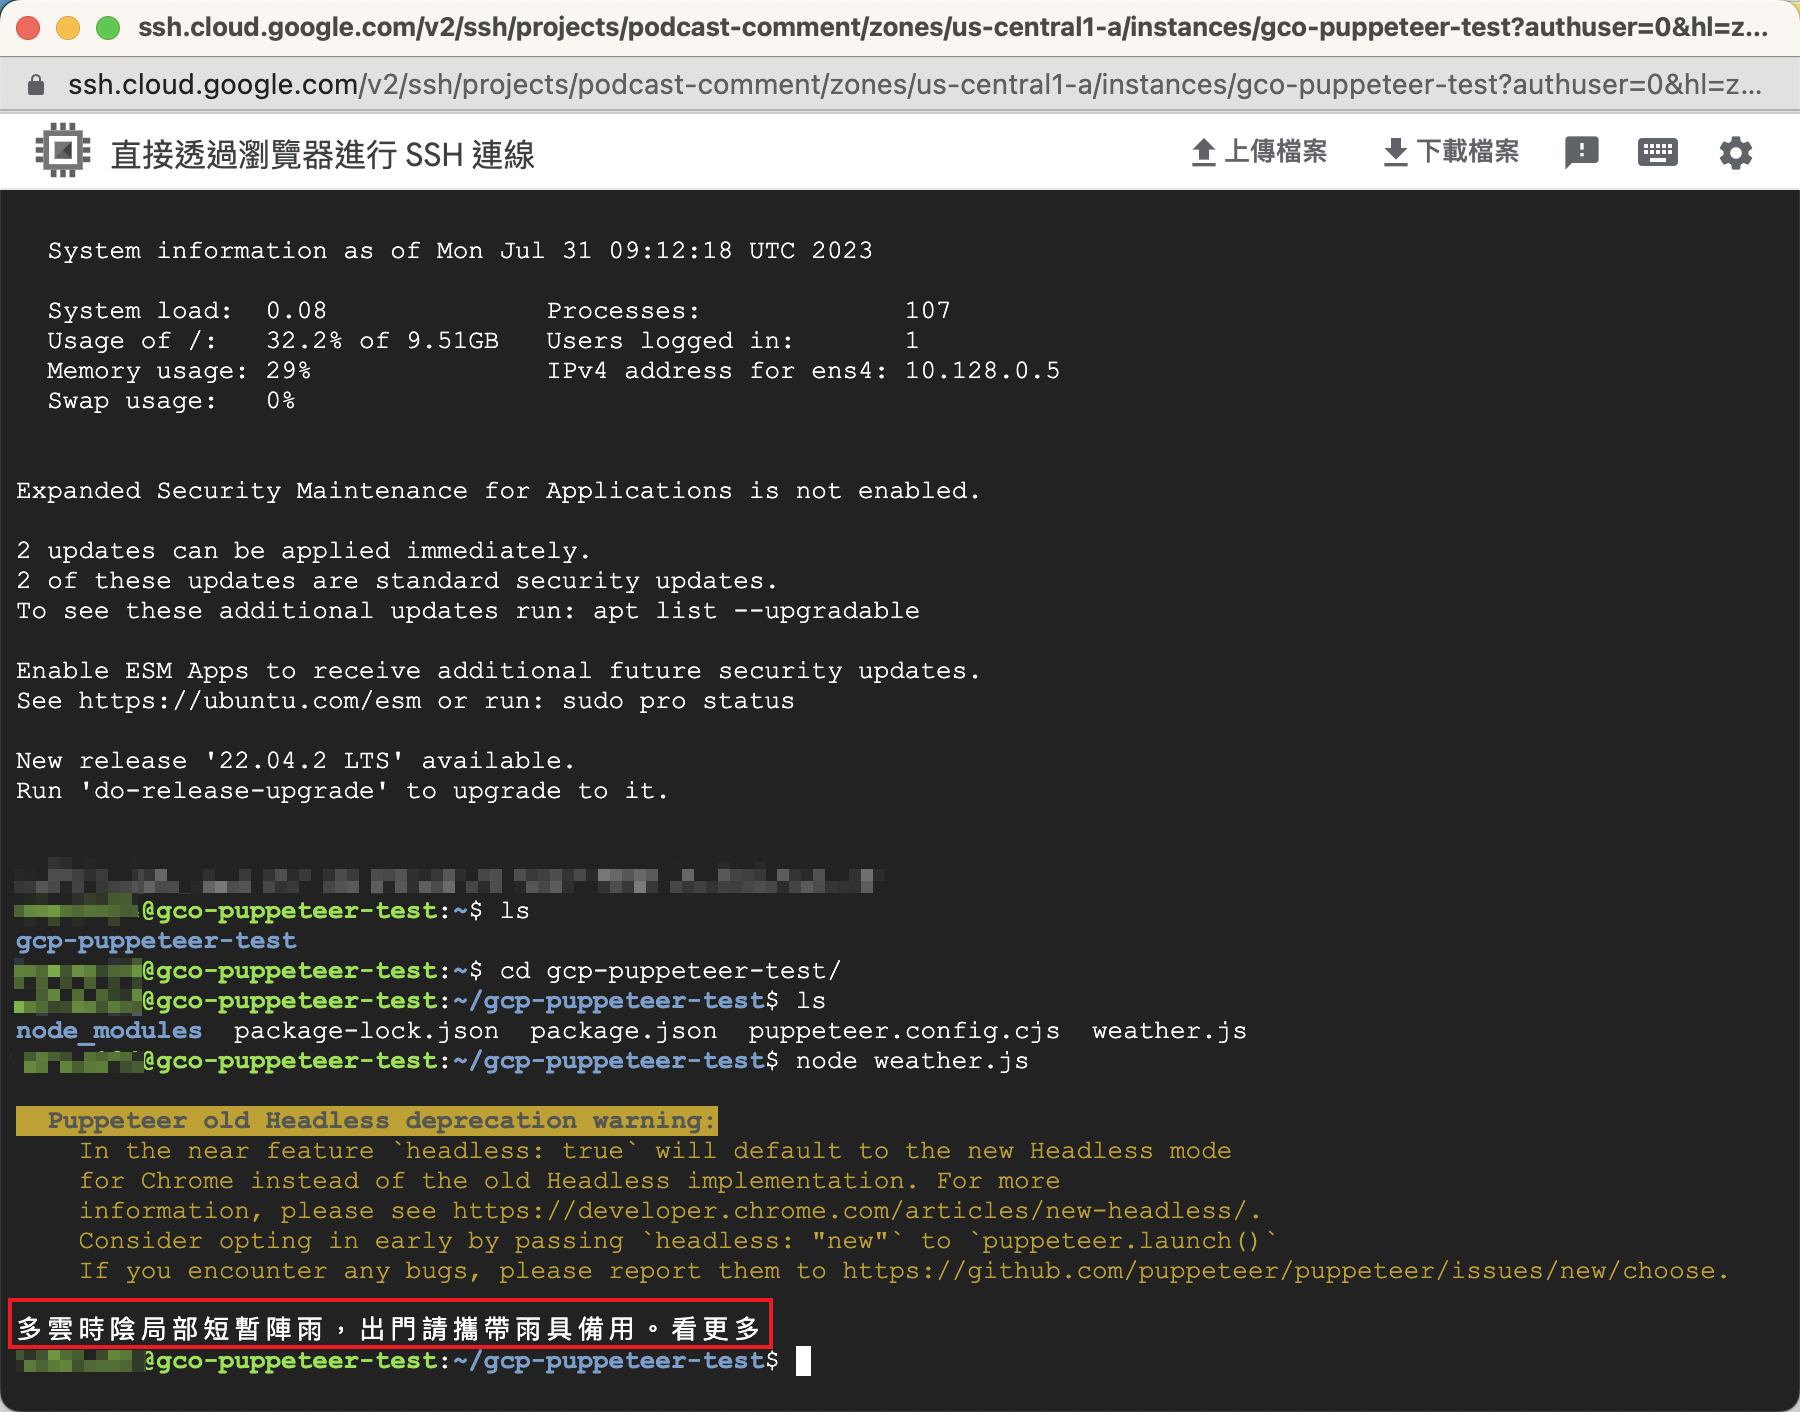 ssh.cloud.google.com/v2/ssh/projects/podcast-comment/zones/us-central1-a/instances/gco-puppeteer-test?authuser=0&hl=z...
ssh.cloud.google.com/v2/ssh/projects/podcast-comment/zones/us-central1-a/instances/gco-puppeteer-test?authuser=0&hl=z...
直接透過瀏覽器進行 SSH 連線 上傳檔案 下載檔案
System information as of Mon Jul 31 09:12:18 UTC 2023
System load: 0.08 Processes: 107
Usage of /: 32.2% of 9.51GB Users logged in: 1
Memory usage: 29% IPv4 address for ens4: 10.128.0.5
Swap usage: 0%
Expanded Security Maintenance for Applications is not enabled.
2 updates can be applied immediately.
2 of these updates are standard security updates.
To see these additional updates run: apt list --upgradable
Enable ESM Apps to receive additional future security updates.
See https://ubuntu.com/esm or run: sudo pro status
New release '22.04.2 LTS' available.
Run 'do-release-upgrade' to upgrade to it.
@gco-puppeteer-test:~$ ls
gcp-puppeteer-test
@gco-puppeteer-test:~$ cd gcp-puppeteer-test/
@gco-puppeteer-test:~/gcp-puppeteer-test$ ls
node_modules package-lock.json package.json puppeteer.config.cjs weather.js
@gco-puppeteer-test:~/gcp-puppeteer-test$ node weather.js
Puppeteer old Headless deprecation warning:
In the near feature `headless: true` will default to the new Headless mode
for Chrome instead of the old Headless implementation. For more
information, please see https://developer.chrome.com/articles/new-headless/.
Consider opting in early by passing `headless: "new"` to `puppeteer.launch()`
If you encounter any bugs, please report them to https://github.com/puppeteer/puppeteer/issues/new/choose.
多雲時陰局部短暫陣雨，出門請攜帶雨具備用。看更多
@gco-puppeteer-test:~/gcp-puppeteer-test$